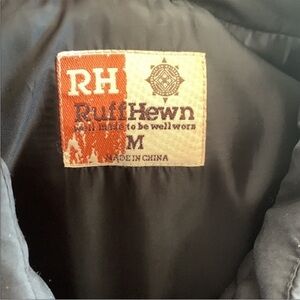 RH
RuffHewn
well made to be well worn
M
MADE IN CHINA